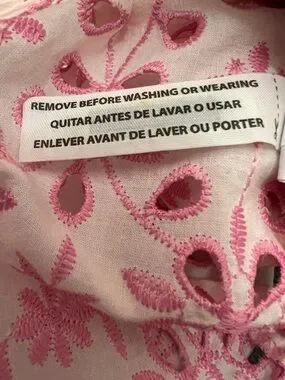 REMOVE BEFORE WASHING OR WEARING
QUITAR ANTES DE LAVAR O USAR
ENLEVER AVANT DE LAVER OU PORTER